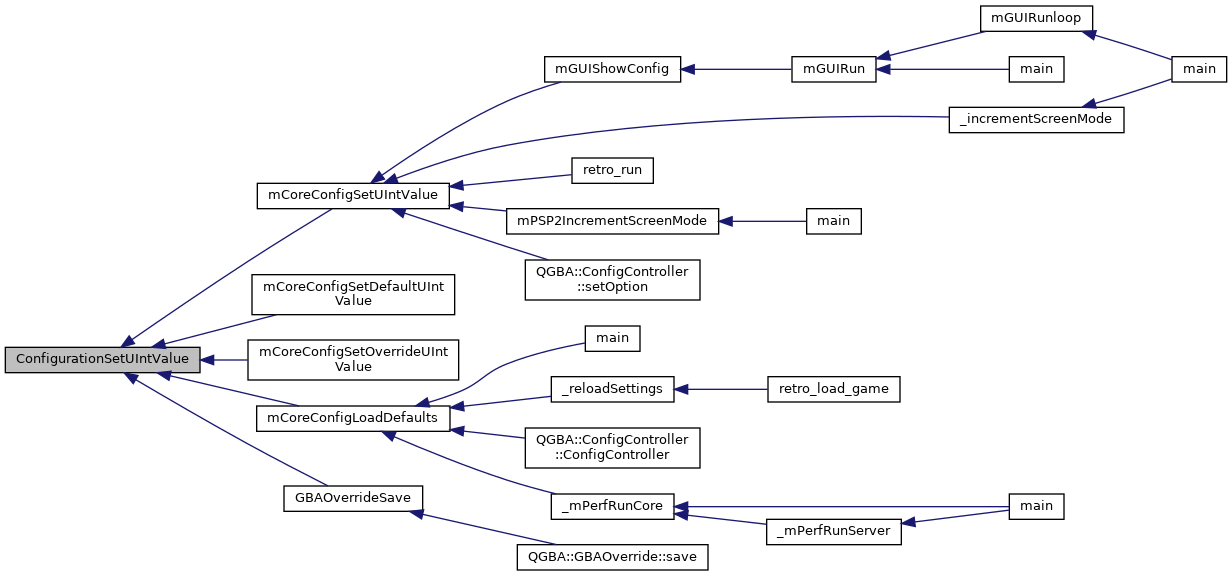 mGUIRunloop
mGUIShowConfig
mGUIRun
main
main
_incrementScreenMode
retro_run
mCoreConfigSetUIntValue
mPSP2IncrementScreenMode
main
QGBA::ConfigController
::setOption
mCoreConfigSetDefaultUInt
Value
main
ConfigurationSetUIntValue
mCoreConfigSetOverrideUInt
Value
_reloadSettings
retro_load_game
mCoreConfigLoadDefaults
QGBA::ConfigController
::ConfigController
GBAOverrideSave
_mPerfRunCore
main
_mPerfRunServer
QGBA::GBAOverride::save